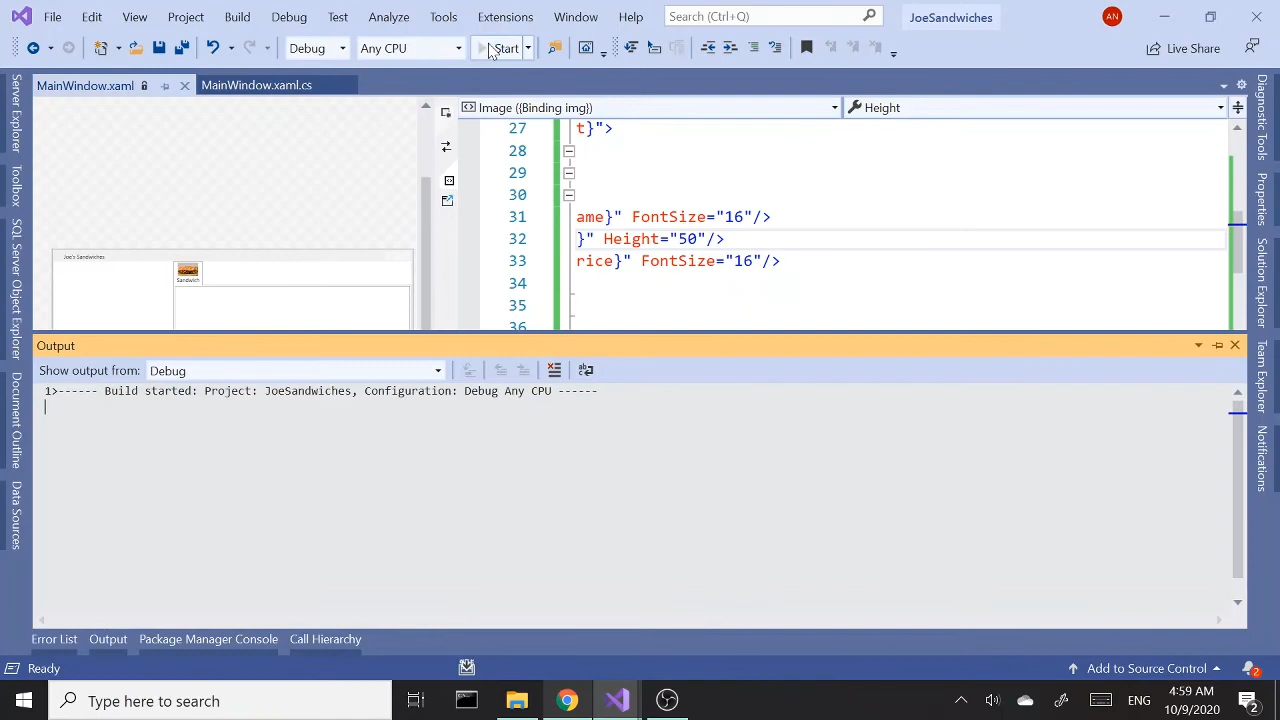 File Edit View Project Build Debug Test Analyze Tools Extensions Window Help Search (Ctrl+Q) JoeSandwiches AN
Debug Any CPU Start Live Share
MainWindow.xaml MainWindow.xaml.cs
Image ({Binding img}) Height
27 t}">
28
29
30
31 ame}" FontSize="16"/>
32 }" Height="50"/>
33 rice}" FontSize="16"/>
34
35
36
Joe's Sandwiches
Sandwich
Server Explorer
Toolbox
SQL Server Object Explorer
Document Outline
Data Sources
Diagnostic Tools
Properties
Solution Explorer
Team Explorer
Notifications
Output
Show output from: Debug
1>------ Build started: Project: JoeSandwiches, Configuration: Debug Any CPU ------
Error List Output Package Manager Console Call Hierarchy
Ready Add to Source Control 2
Type here to search ENG :59 AM
10/9/2020 2